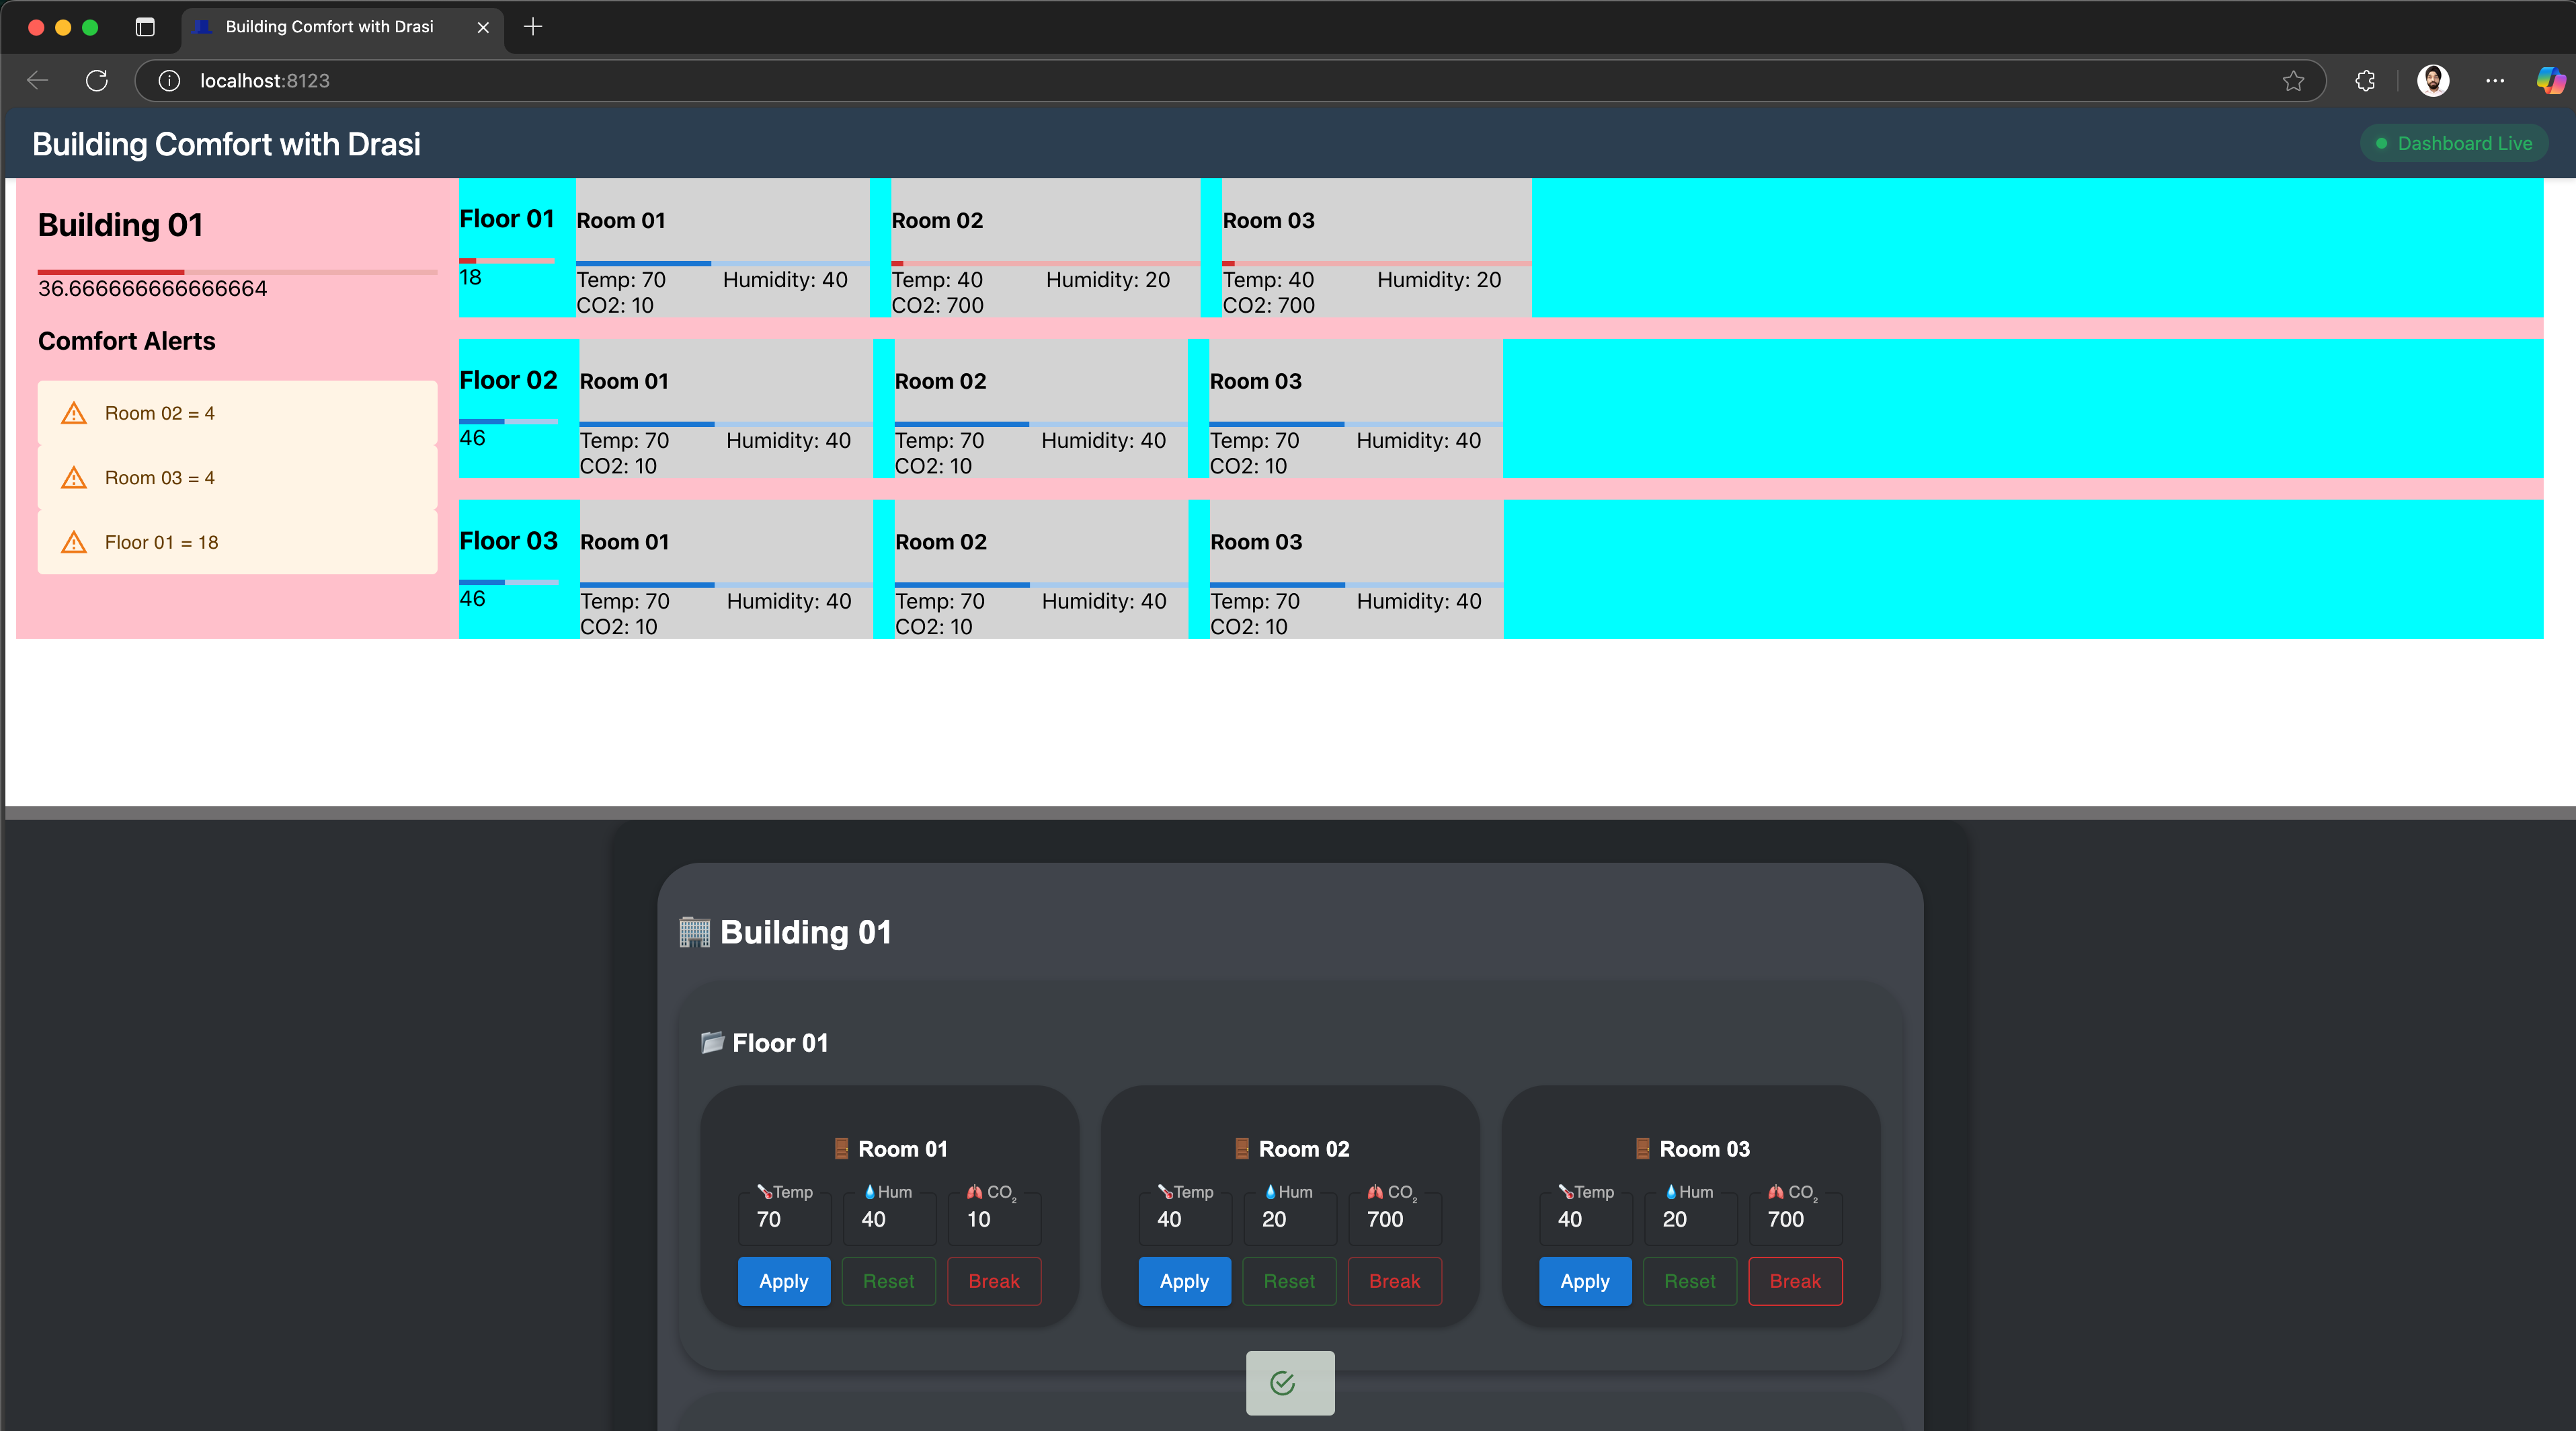 Building Comfort with Drasi
localhost:8123
Building Comfort with Drasi
Dashboard Live
Building 01
36.666666666666664
Comfort Alerts
Room 02 = 4
Room 03 = 4
Floor 01 = 18
Floor 01
18
Room 01
Temp: 70 Humidity: 40
CO2: 10
Room 02
Temp: 40 Humidity: 20
CO2: 700
Room 03
Temp: 40 Humidity: 20
CO2: 700
Floor 02
46
Room 01
Temp: 70 Humidity: 40
CO2: 10
Room 02
Temp: 70 Humidity: 40
CO2: 10
Room 03
Temp: 70 Humidity: 40
CO2: 10
Floor 03
46
Room 01
Temp: 70 Humidity: 40
CO2: 10
Room 02
Temp: 70 Humidity: 40
CO2: 10
Room 03
Temp: 70 Humidity: 40
CO2: 10
Building 01
Floor 01
Room 01
Temp Hum CO₂
70 40 10
Apply Reset Break
Room 02
Temp Hum CO₂
40 20 700
Apply Reset Break
Room 03
Temp Hum CO₂
40 20 700
Apply Reset Break